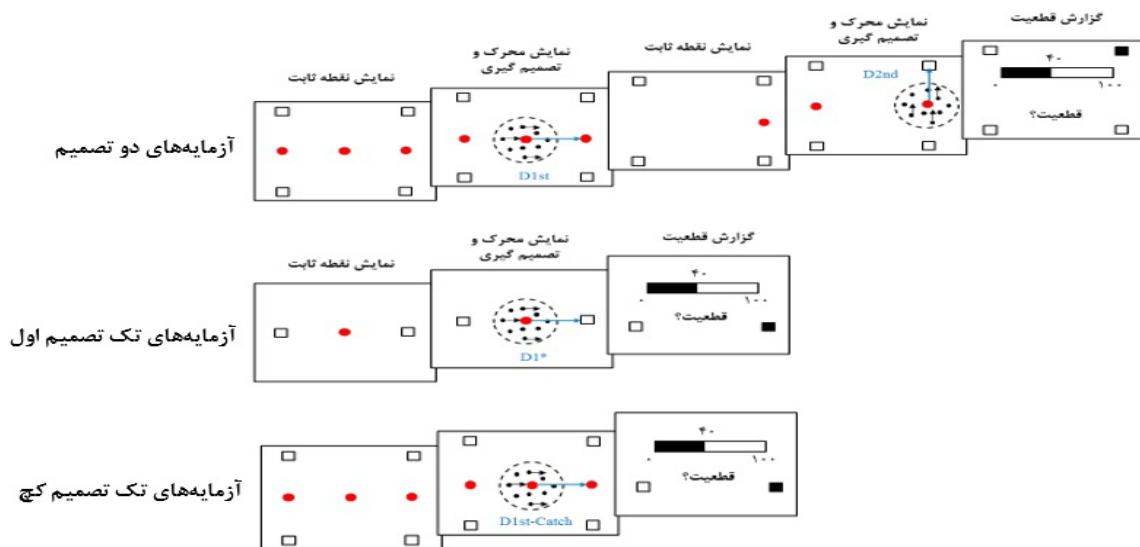 گزارش قطعیت
نمایش محرک و
تصمیم گیری
نمایش نقطه ثابت
نمایش محرک و
تصمیم گیری
نمایش نقطه ثابت
آزمایه‌های دو تصمیم
D1st
D2nd
۴۰
۰ ۱۰۰
قطعیت؟
گزارش قطعیت
نمایش محرک و
تصمیم گیری
نمایش نقطه ثابت
آزمایه‌های تک تصمیم اول
D1*
۴۰
۰ ۱۰۰
قطعیت؟
آزمایه‌های تک تصمیم کچ
D1st-Catch
۴۰
۰ ۱۰۰
قطعیت؟